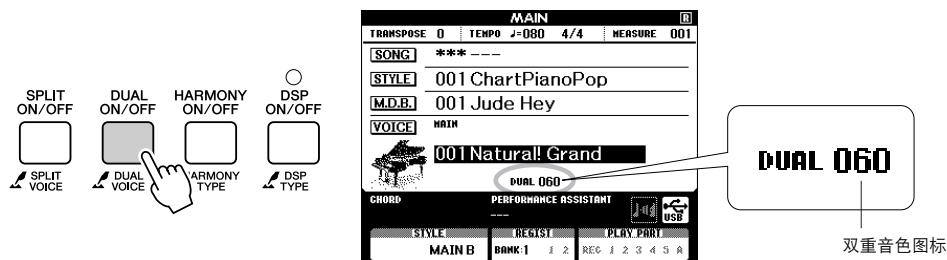 SPLIT ON/OFF
DUAL ON/OFF
HARMONY ON/OFF
DSP ON/OFF
SPLIT VOICE
DUAL VOICE
ARMONY TYPE
DSP TYPE
MAIN R
TRANSPOSE 0 TEMPO ♩=080 4/4 MEASURE 001
SONG ***---
STYLE 001 ChartPianoPop
M.D.B. 001 Jude Hey
VOICE MAIN
001 Natural! Grand
DUAL 060
CHORD PERFORMANCE ASSISTANT
---
USB
STYLE REGIST PLAY PART
MAIN B BANK:1 1 2 REC 1 2 3 4 5 A
DUAL 060
双重音色图标